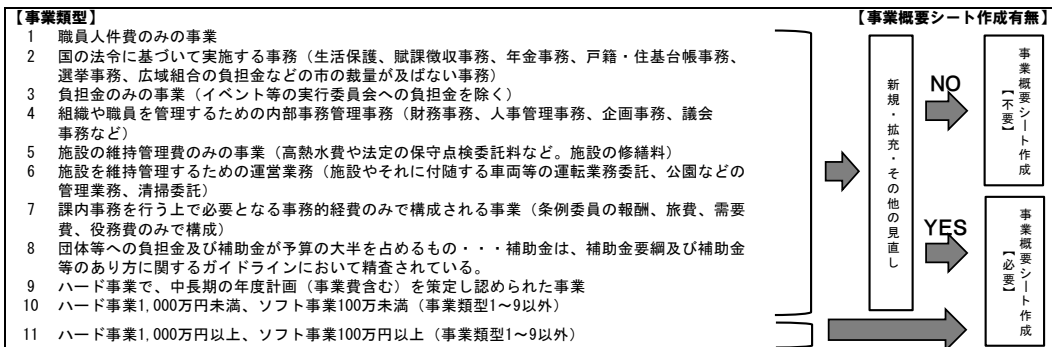 【事業類型】
【事業概要シート作成有無】
1 職員人件費のみの事業
2 国の法令に基づいて実施する事務（生活保護、賦課徴収事務、年金事務、戸籍・住基台帳事務、
選挙事務、広域組合の負担金などの市の裁量が及ばない事務）
3 負担金のみの事業（イベント等の実行委員会への負担金を除く）
4 組織や職員を管理するための内部事務管理事務（財務事務、人事管理事務、企画事務、議会
事務など）
5 施設の維持管理費のみの事業（高熱水費や法定の保守点検委託料など。施設の修繕料）
6 施設を維持管理するための運営業務（施設やそれに付随する車両等の運転業務委託、公園などの
管理業務、清掃委託）
7 課内事務を行う上で必要となる事務的経費のみで構成される事業（条例委員の報酬、旅費、需要
費、役務費のみで構成）
8 団体等への負担金及び補助金が予算の大半を占めるもの・・・補助金は、補助金要綱及び補助金
等のあり方に関するガイドラインにおいて精査されている。
9 ハード事業で、中長期の年度計画（事業費含む）を策定し認められた事業
10 ハード事業1,000万円未満、ソフト事業100万未満（事業類型1～9以外）
11 ハード事業1,000万円以上、ソフト事業100万円以上（事業類型1～9以外）
新規・拡充・その他の見直し
NO
事業概要シート作成
【不要】
YES
事業概要シート作成
【必要】